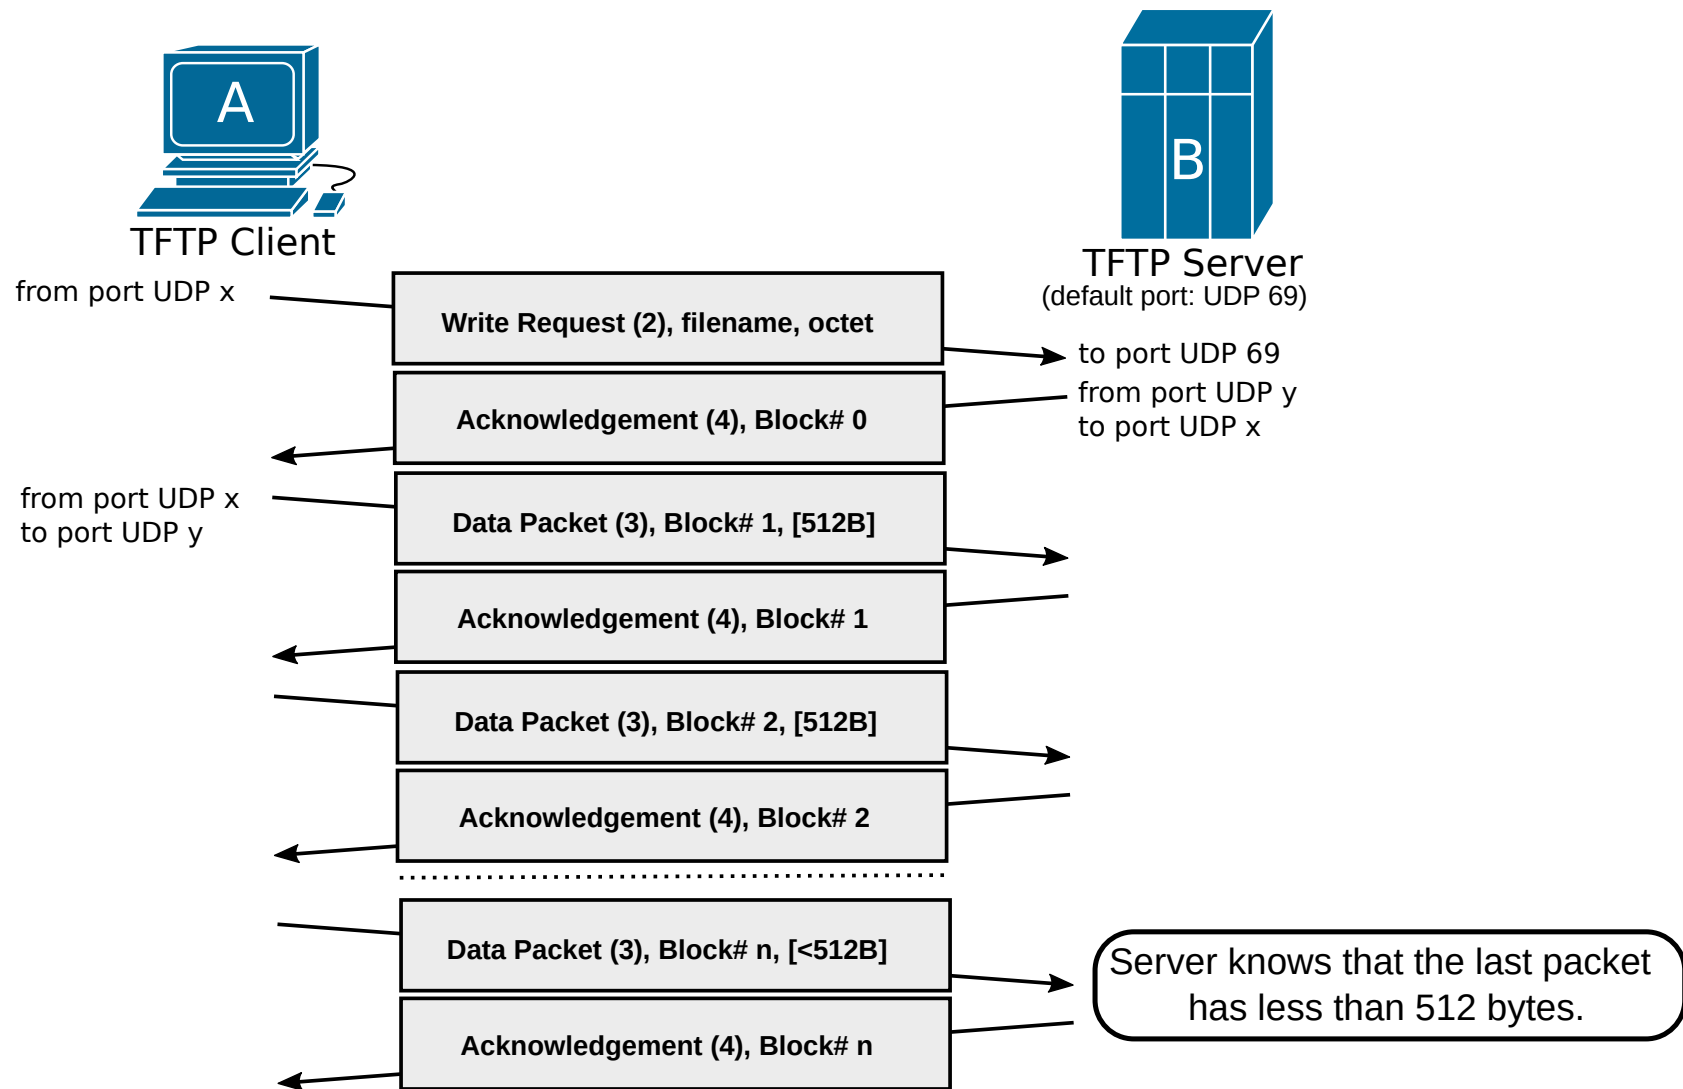 A
B
TFTP Client
TFTP Server
(default port: UDP 69)
from port UDP x
Write Request (2), filename, octet
to port UDP 69
from port UDP y
to port UDP x
Acknowledgement (4), Block# 0
from port UDP x
to port UDP y
Data Packet (3), Block# 1, [512B]
Acknowledgement (4), Block# 1
Data Packet (3), Block# 2, [512B]
Acknowledgement (4), Block# 2
Data Packet (3), Block# n, [<512B]
Server knows that the last packet
has less than 512 bytes.
Acknowledgement (4), Block# n